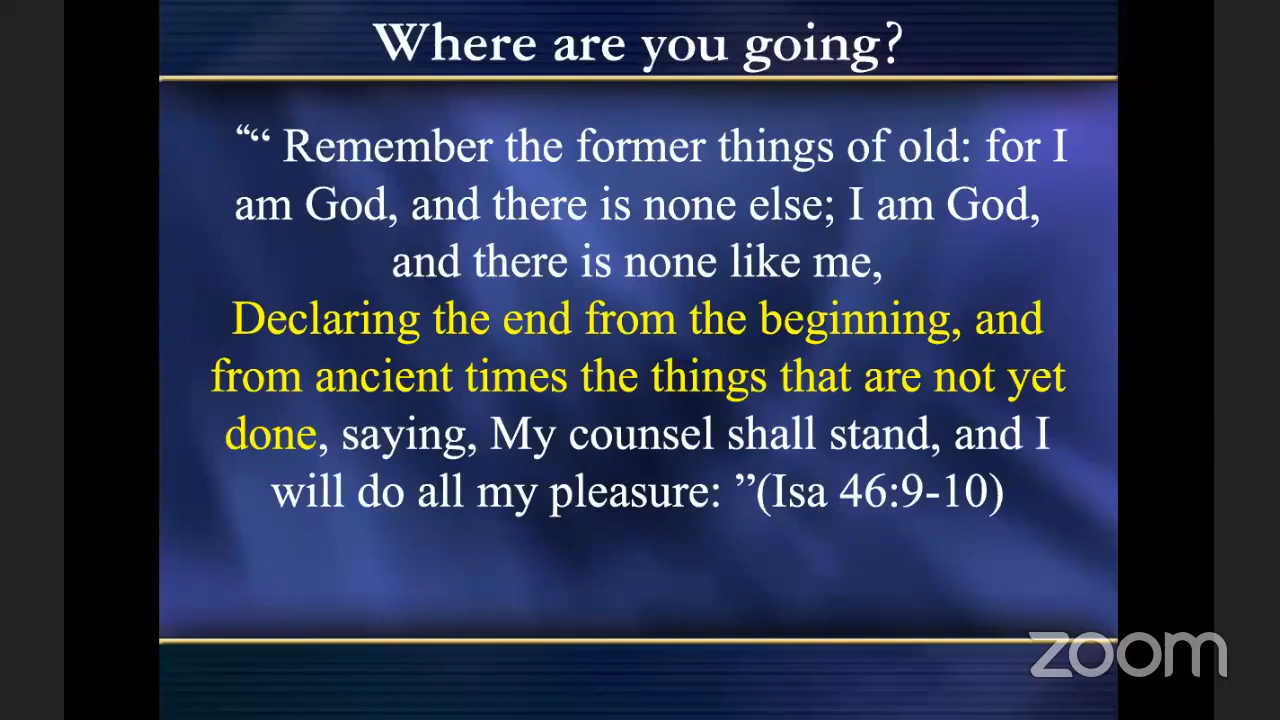 Where are you going?
““ Remember the former things of old: for I
am God, and there is none else; I am God,
and there is none like me,
Declaring the end from the beginning, and
from ancient times the things that are not yet
done, saying, My counsel shall stand, and I
will do all my pleasure: ”(Isa 46:9-10)
zoom